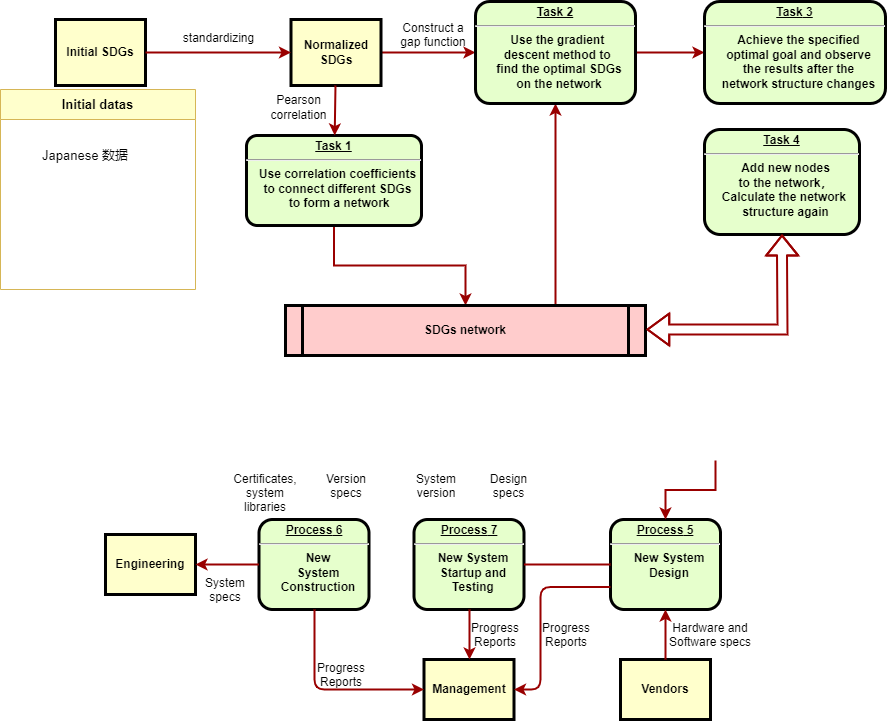 Initial SDGs
standardizing
Normalized
SDGs
Construct a
gap function
Task 2
Use the gradient
descent method to
find the optimal SDGs
on the network
Task 3
Achieve the specified
optimal goal and observe
the results after the
network structure changes
Initial datas
Japanese 数据
Pearson
correlation
Task 1
Use correlation coefficients
to connect different SDGs
to form a network
Task 4
Add new nodes
to the network,
Calculate the network
structure again
SDGs network
Certificates,
system
libraries
Version
specs
System
version
Design
specs
Engineering
System
specs
Process 6
New
System
Construction
Process 7
New System
Startup and
Testing
Process 5
New System
Design
Progress
Reports
Progress
Reports
Progress
Reports
Hardware and
Software specs
Management
Vendors